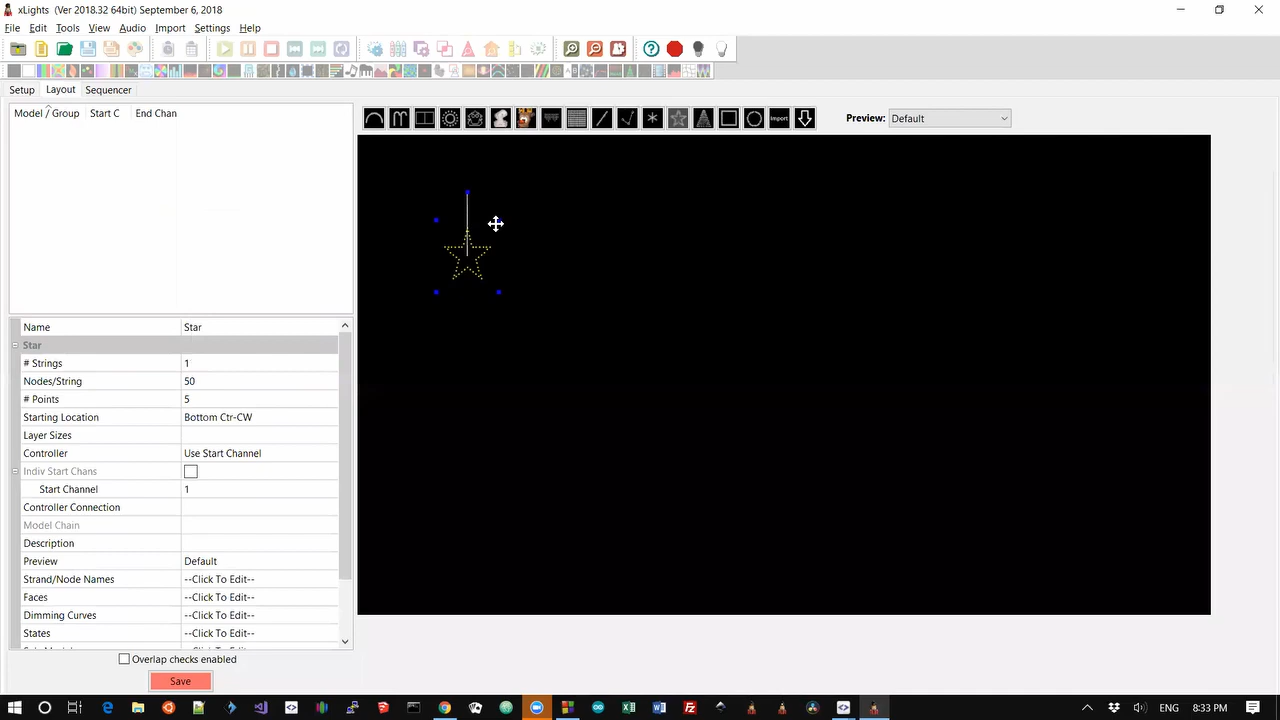 xLights   (Ver 2018.32 64bit) September 6, 2018
File Edit Tools View Audio Import Settings Help
Setup Layout Sequencer
Model / Group Start C End Chan
Import
Preview: Default
Name Star
Star
# Strings 1
Nodes/String 50
# Points 5
Starting Location Bottom Ctr-CW
Layer Sizes
Controller Use Start Channel
Indiv Start Chans
Start Channel 1
Controller Connection
Model Chain
Description
Preview Default
Strand/Node Names --Click To Edit--
Faces --Click To Edit--
Dimming Curves --Click To Edit--
States --Click To Edit--
Overlap checks enabled
Save
ENG 8:33 PM